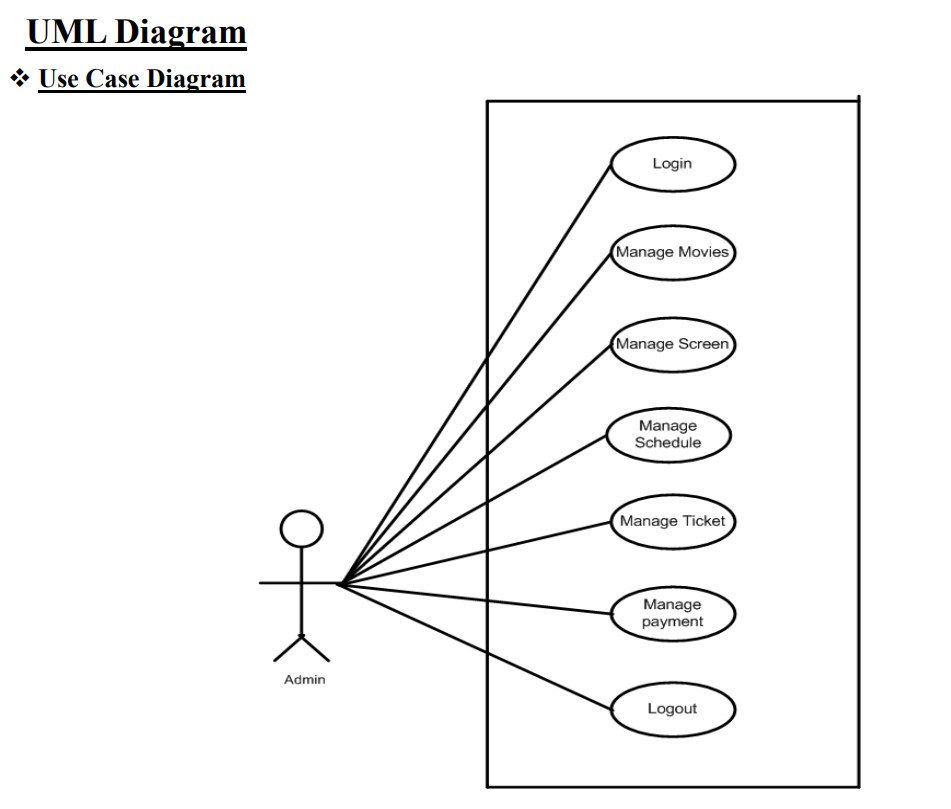 UML Diagram
❖ Use Case Diagram
Login
Manage Movies
Manage Screen
Manage
Schedule
Manage Ticket
Manage
payment
Logout
Admin